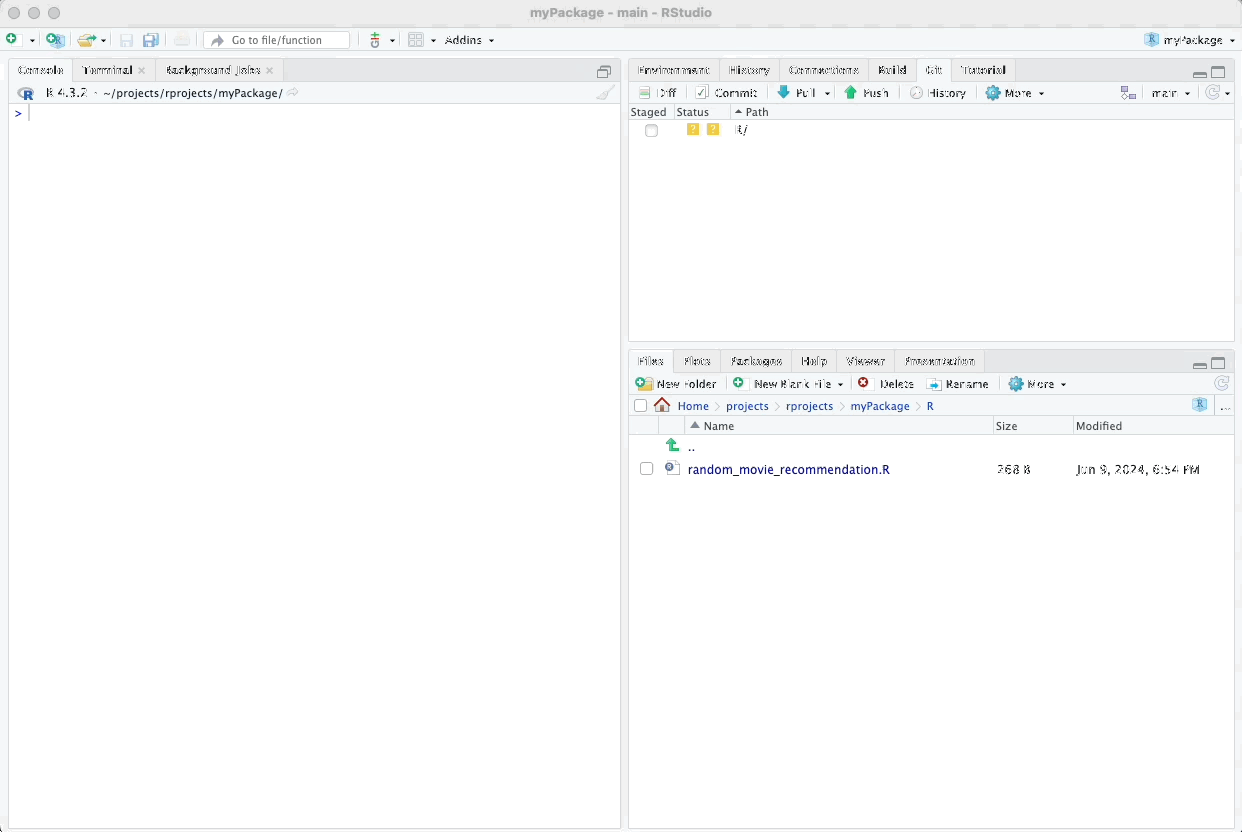 myPackage - main - RStudio
Go to file/function Addins myPackage
Console Terminal Background Jobs
R 4.3.2 · ~/projects/rprojects/myPackage/
>
Environment History Connections Build Git Tutorial
Diff Commit Pull Push History More main
Staged Status Path
? ? R/
Files Plots Packages Help Viewer Presentation
New Folder New Blank File Delete Rename More
Home projects rprojects myPackage R ...
Name Size Modified
..
random_movie_recommendation.R 268 B Jun 9, 2024, 6:54 PM